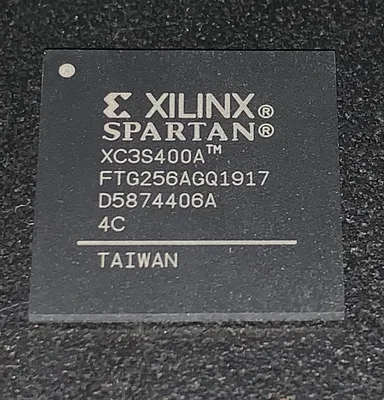 XILINX®
SPARTAN®
XC3S400A™
FTG256AGQ1917
D5874406A
4C
TAIWAN